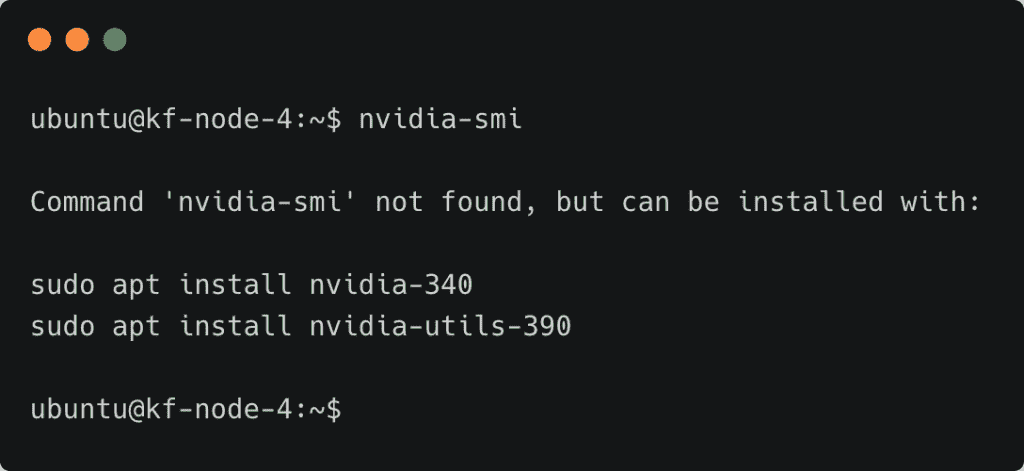 ubuntu@kf-node-4:~$ nvidia-smi
Command 'nvidia-smi' not found, but can be installed with:
sudo apt install nvidia-340
sudo apt install nvidia-utils-390
ubuntu@kf-node-4:~$